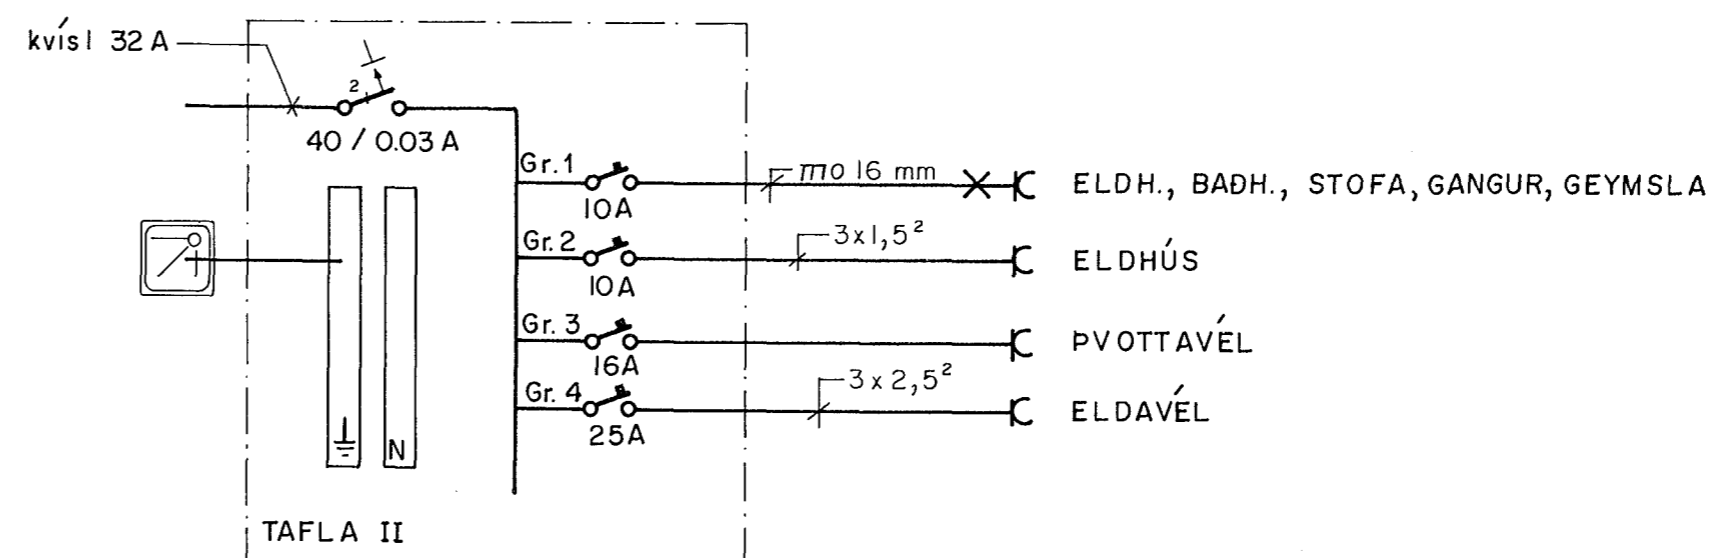 kvísl 32 A
2
40 / 0.03 A
Gr. 1
10A
m0 16 mm
ELDH., BAÐH., STOFA, GANGUR, GEYMSLA
Gr. 2
10A
3x1,5²
ELDHÚS
Gr. 3
16A
ÞVOTTAVÉL
Gr. 4
25A
3 x 2,5²
ELDAVÉL
N
TAFLA II